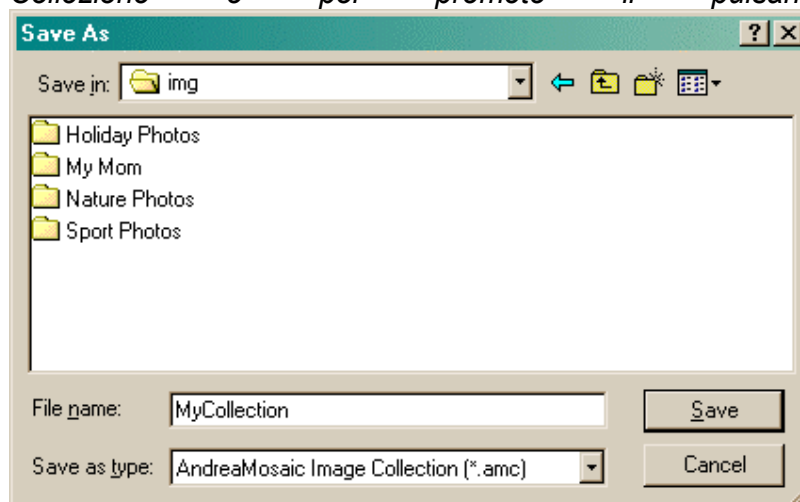 Collezione e poi premete il
Save As
Save in: img
Holiday Photos
My Mom
Nature Photos
Sport Photos
File name: MyCollection Save
Save as type: AndreaMosaic Image Collection (*.amc) Cancel